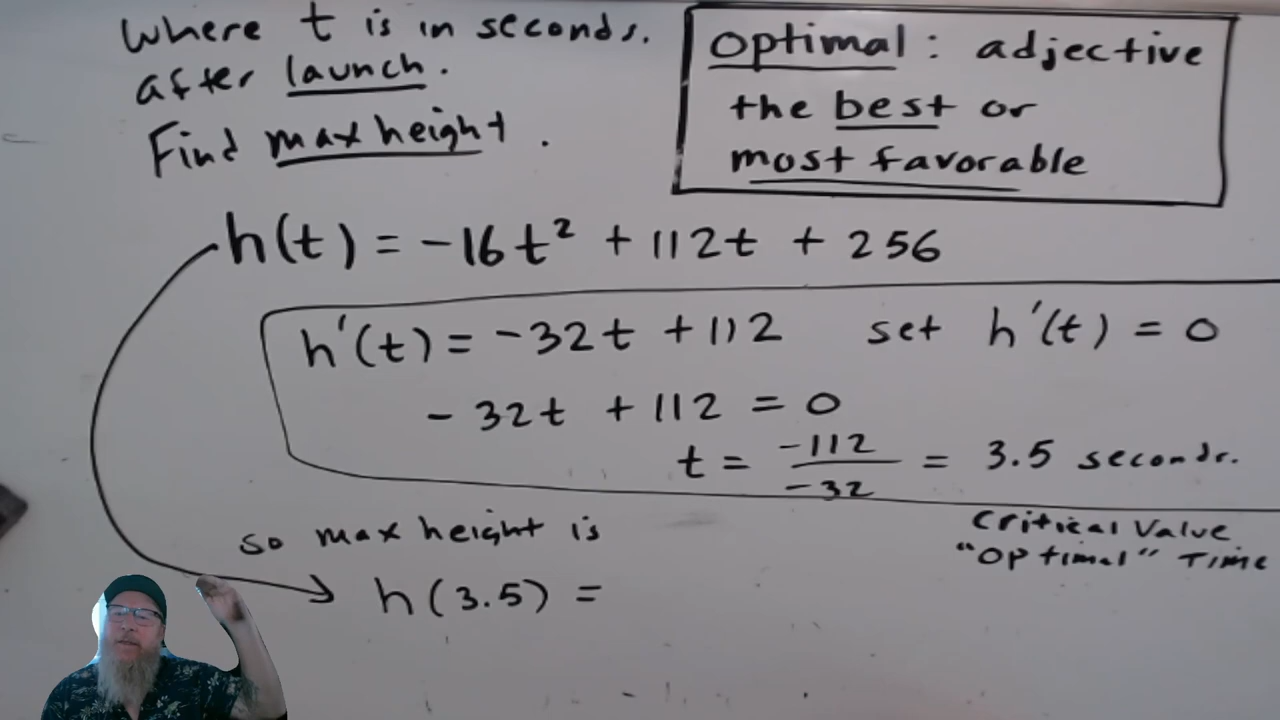 where t is in seconds.
after launch.
Find max height.
Optimal: adjective
the best or
most favorable
h(t) = -16t² + 112t + 256
h'(t) = -32t + 112 set h'(t) = 0
-32t + 112 = 0
t = -112/-32 = 3.5 seconds.
Critical Value
"Optimal" Time
so max height is
h(3.5) =